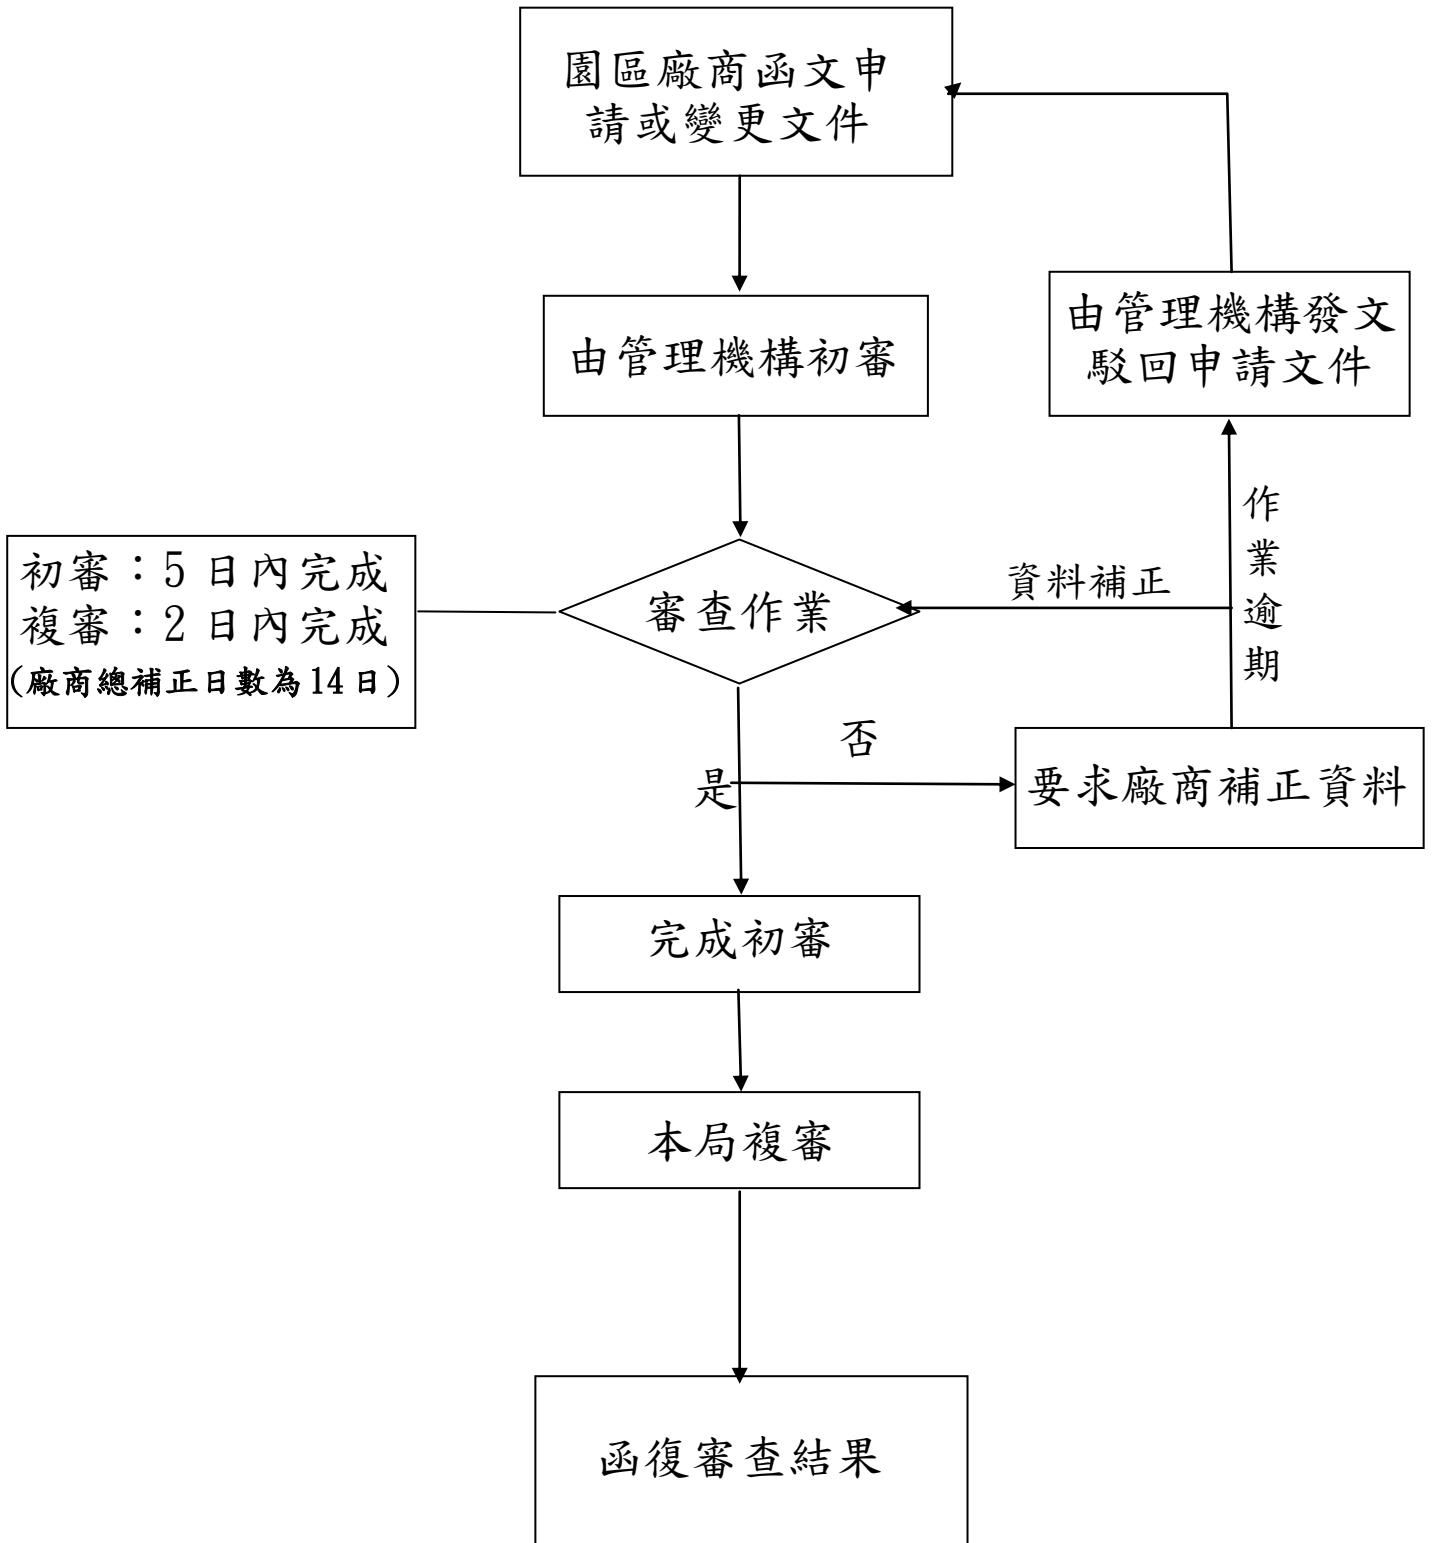 園區廠商函文申
請或變更文件
由管理機構初審
由管理機構發文
駁回申請文件
作業逾期
資料補正
初審：5 日內完成
複審：2 日內完成
(廠商總補正日數為 14 日)
審查作業
否
是
要求廠商補正資料
完成初審
本局複審
函復審查結果